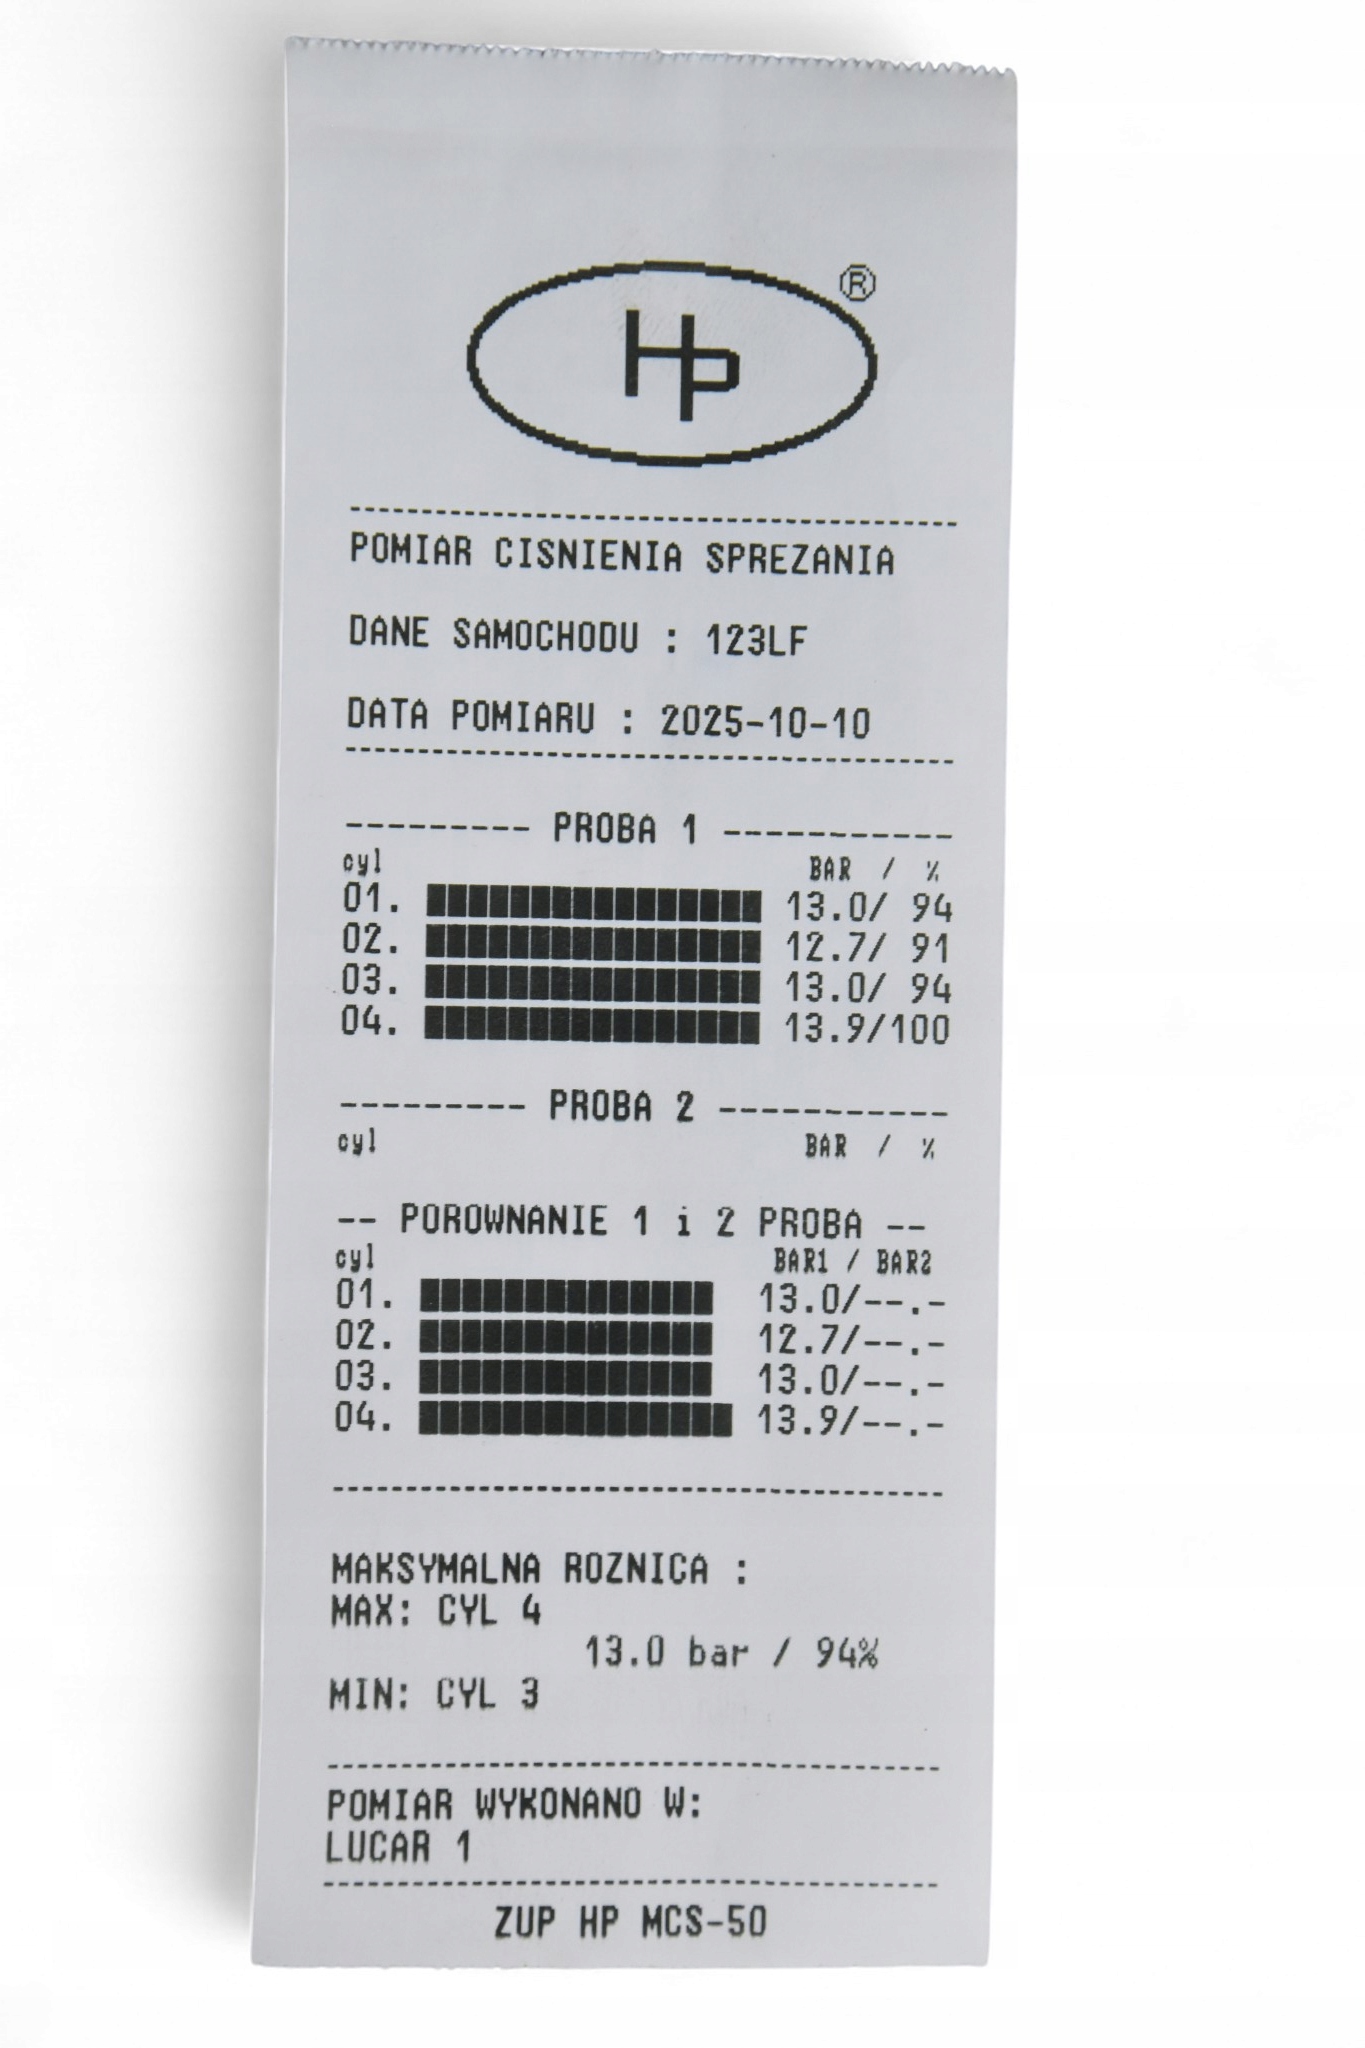 HP ®
POMIAR CISNIENIA SPREZANIA
DANE SAMOCHODU : 123LF
DATA POMIARU : 2025-10-10
--------- PROBA 1 -----------
cyl BAR / %
01. 13.0/ 94
02. 12.7/ 91
03. 13.0/ 94
04. 13.9/100
--------- PROBA 2 -----------
cyl BAR / %
-- POROWNANIE 1 i 2 PROBA --
cyl BAR1 / BAR2
01. 13.0/--.-
02. 12.7/--.-
03. 13.0/--.-
04. 13.9/--.-
MAKSYMALNA ROZNICA :
MAX: CYL 4
13.0 bar / 94%
MIN: CYL 3
POMIAR WYKONANO W:
LUCAR 1
ZUP HP MCS-50